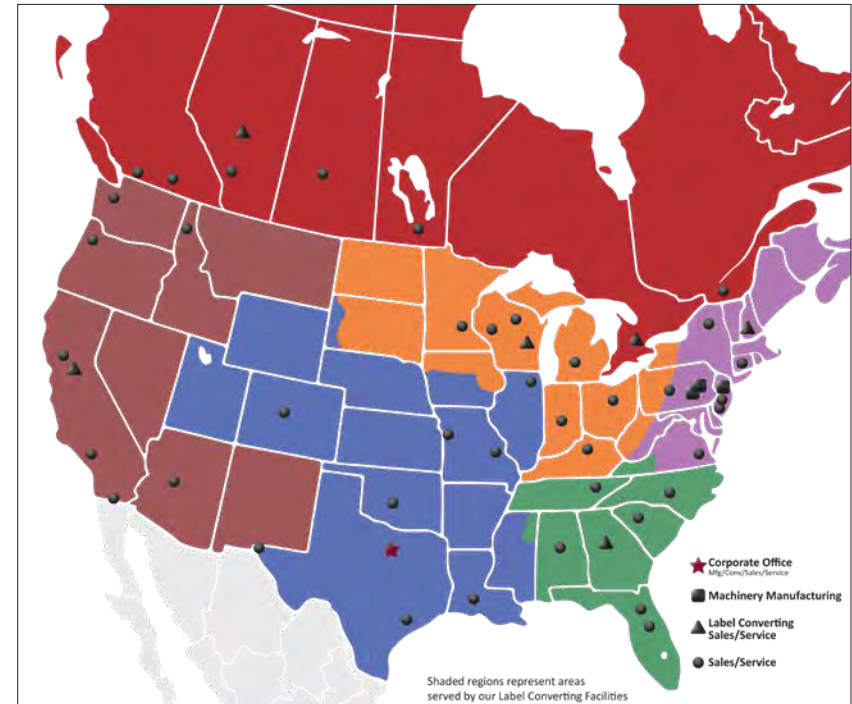 Corporate Office
Mfg/Conv/Sales/Service
Machinery Manufacturing
Label Converting
Sales/Service
Sales/Service
Shaded regions represent areas
served by our Label Converting Facilities